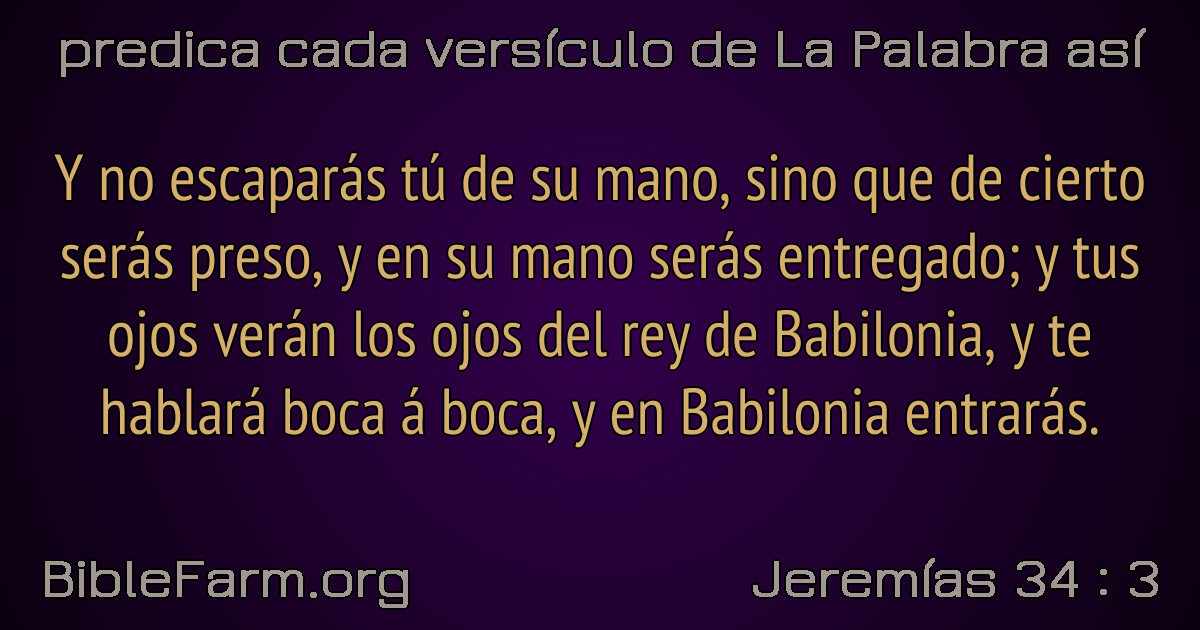 predica cada versículo de La Palabra así
Y no escaparás tú de su mano, sino que de cierto
serás preso, y en su mano serás entregado; y tus
ojos verán los ojos del rey de Babilonia, y te
hablará boca á boca, y en Babilonia entrarás.
BibleFarm.org
Jeremías 34 : 3